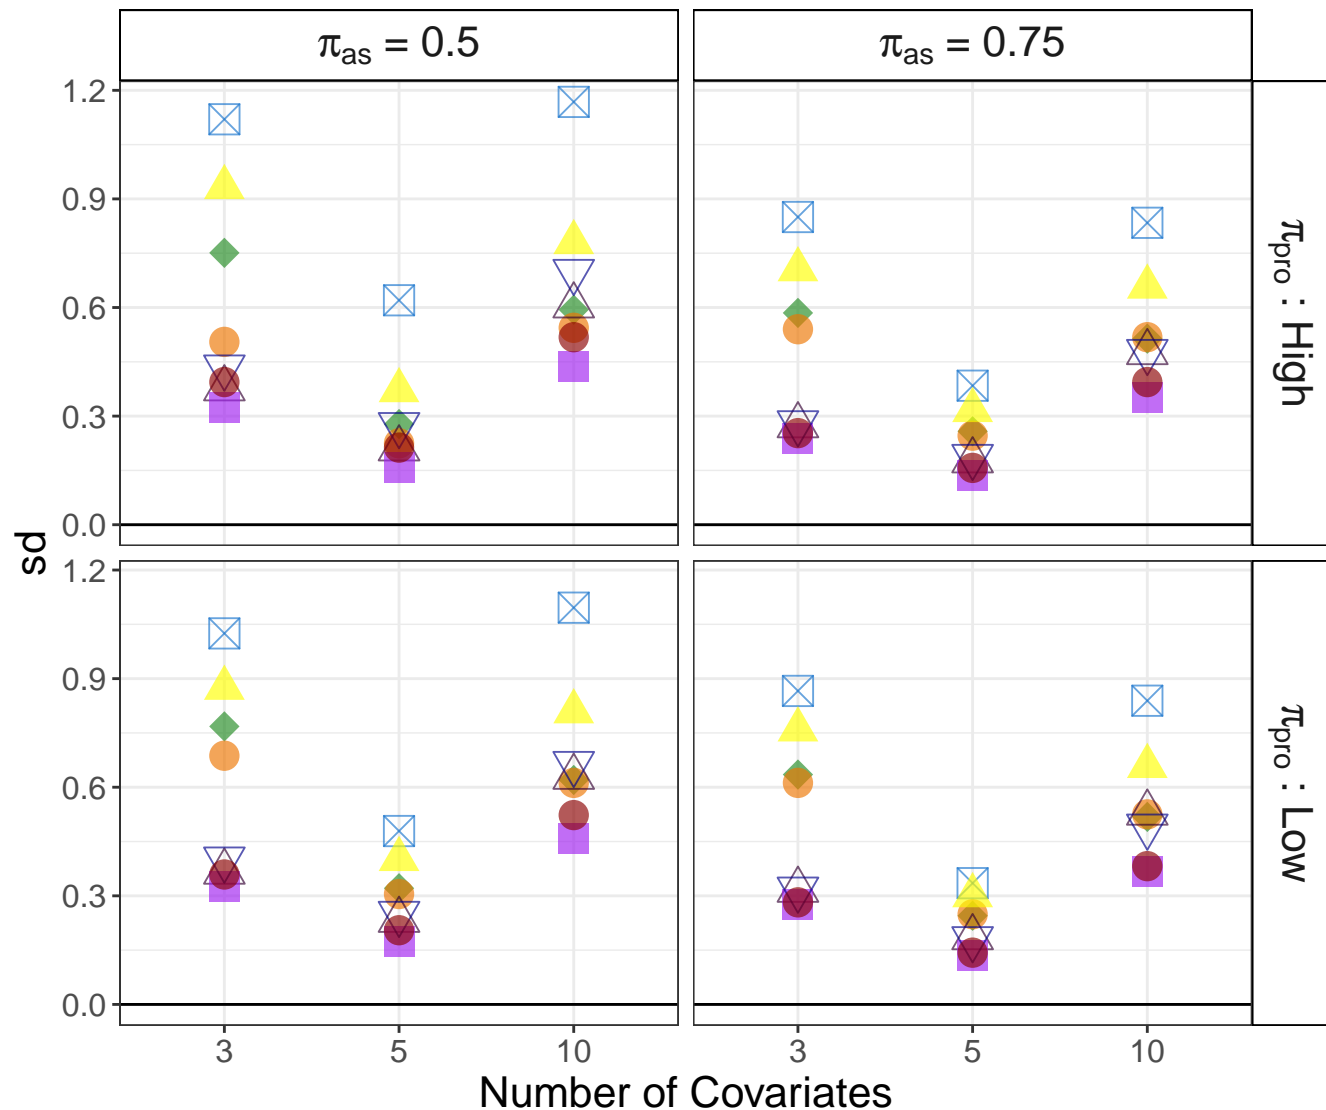 π_as = 0.5
π_as = 0.75
1.2
0.9
0.6
0.3
0.0
π_pro : High
sd
1.2
0.9
0.6
0.3
0.0
π_pro : Low
3 5 10
3 5 10
Number of Covariates